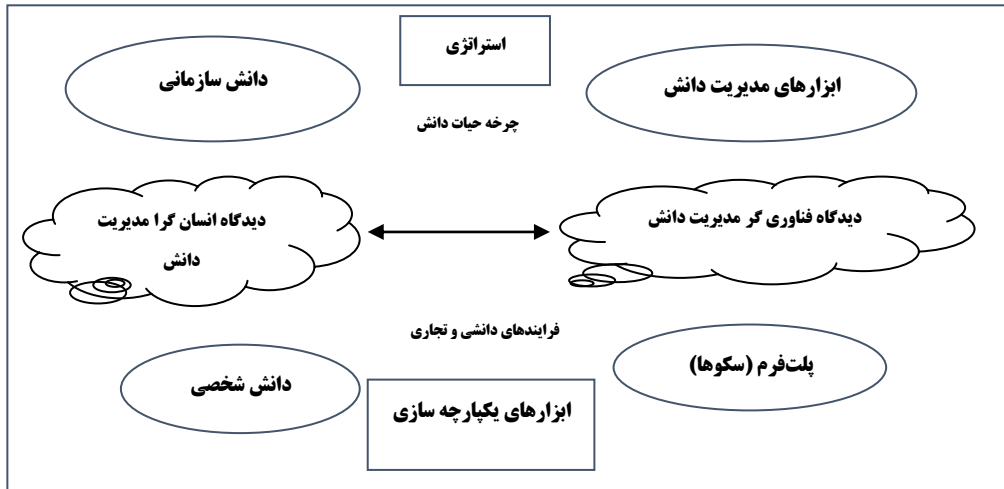 استراتژی
ابزارهای مدیریت دانش
دانش سازمانی
چرخه حیات دانش
دیدگاه فناوری گر مدیریت دانش
دیدگاه انسان گرا مدیریت
دانش
فرایندهای دانشی و تجاری
پلت‌فرم (سکوها)
دانش شخصی
ابزارهای یکپارچه سازی